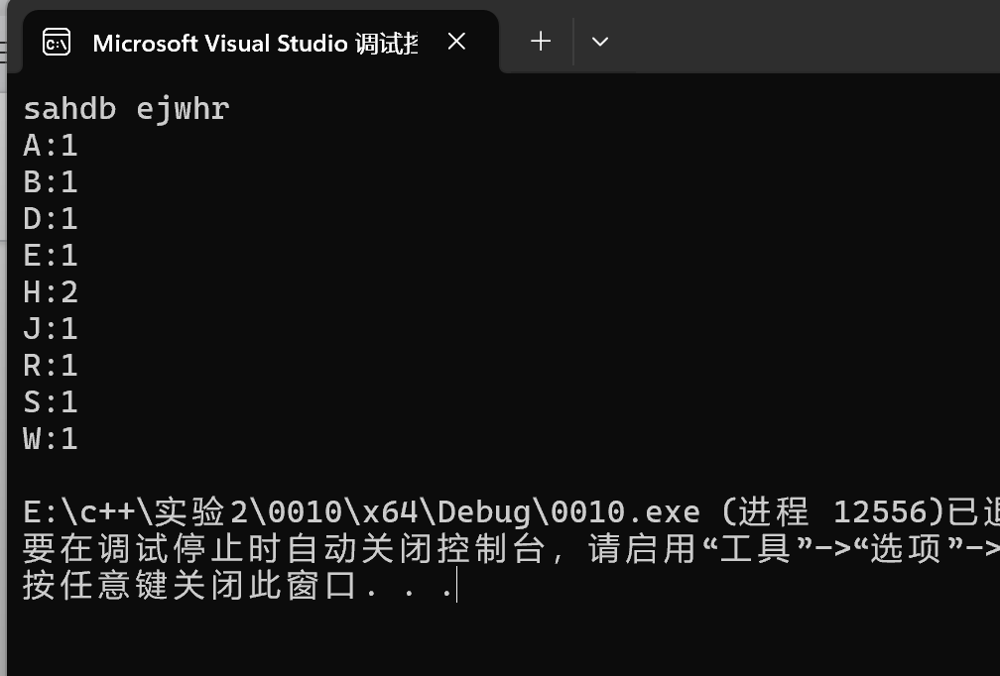 Microsoft Visual Studio 调试
sahdb ejwhr
A:1
B:1
D:1
E:1
H:2
J:1
R:1
S:1
W:1
E:\c++\实验2\0010\x64\Debug\0010.exe (进程 12556)已
要在调试停止时自动关闭控制台, 请启用“工具”->“选项”->
按任意键关闭此窗口. . .